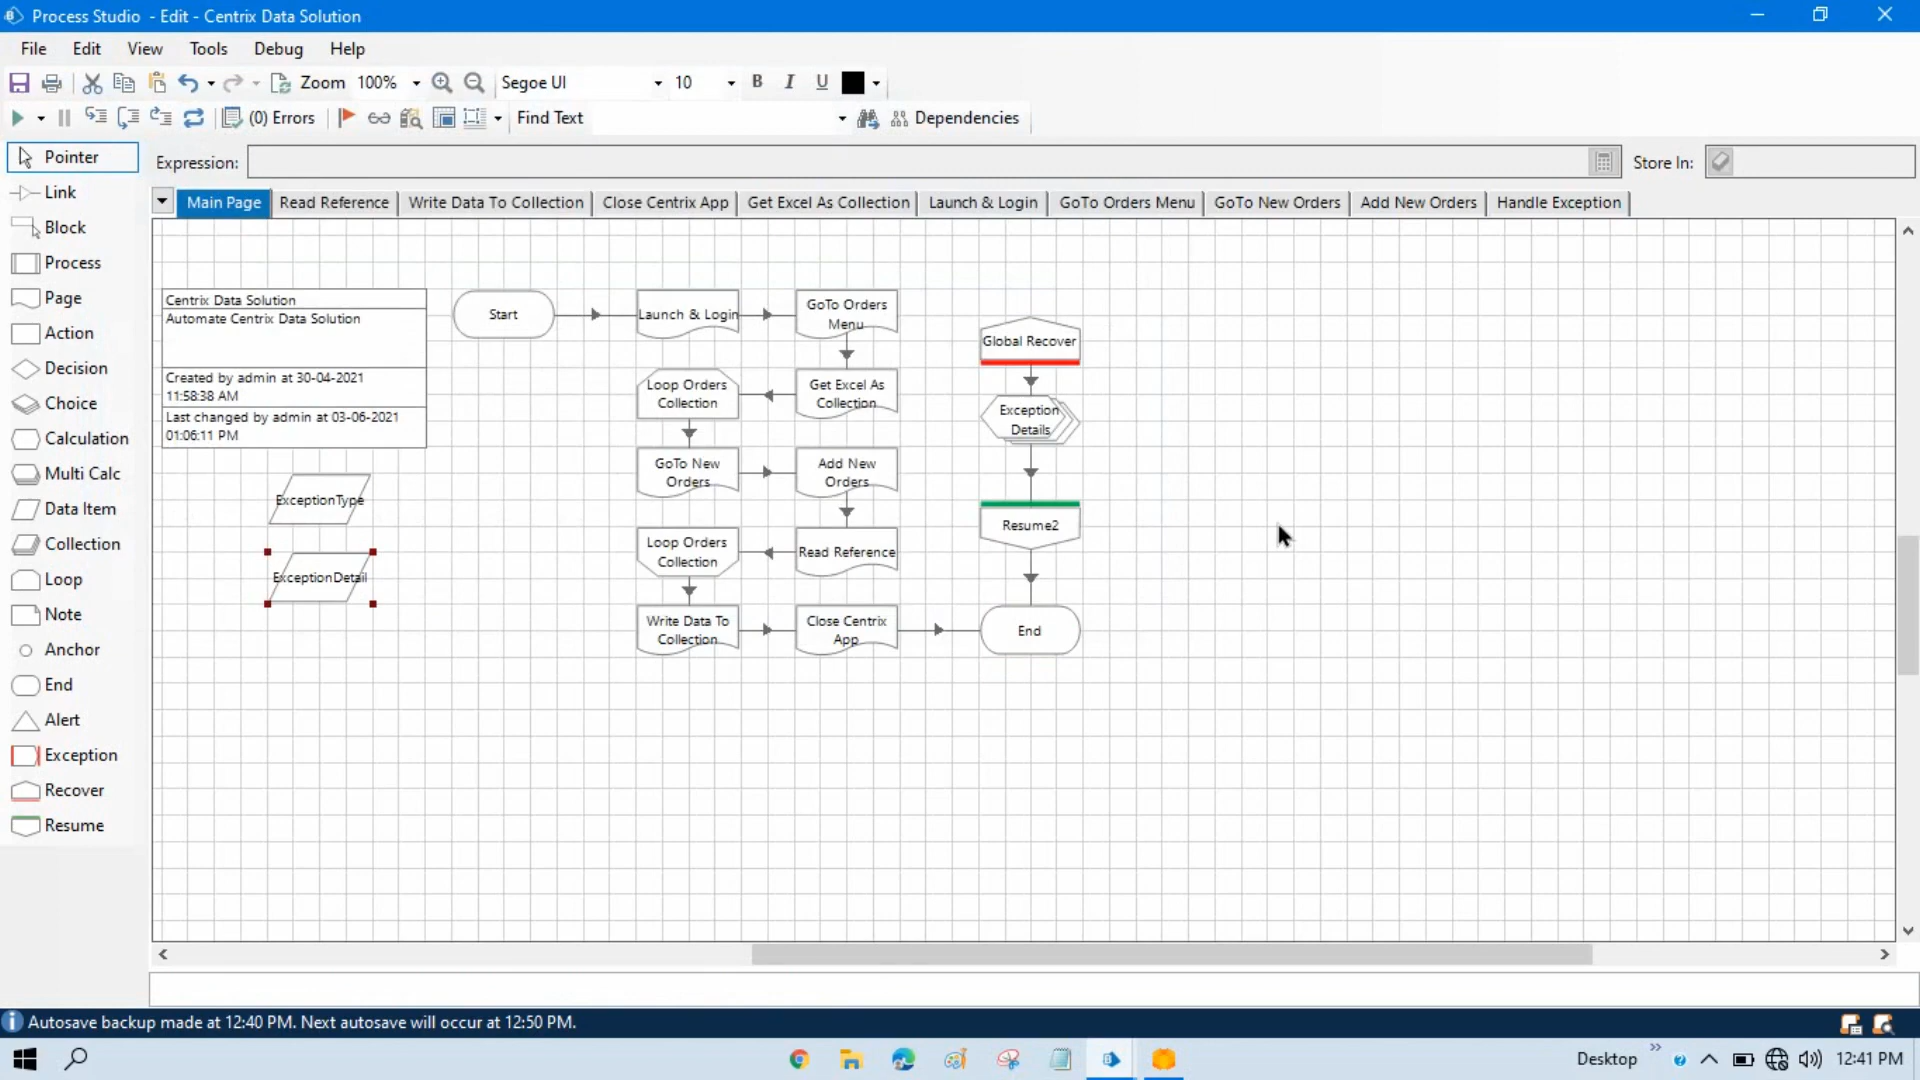 Process Studio - Edit - Centrix Data Solution
File Edit View Tools Debug Help
Zoom 100% Segoe UI 10 B I U
(0) Errors Find Text Dependencies
Pointer
Link
Block
Process
Page
Action
Decision
Choice
Calculation
Multi Calc
Data Item
Collection
Loop
Note
Anchor
End
Alert
Exception
Recover
Resume
Expression: Store In:
Main Page Read Reference Write Data To Collection Close Centrix App Get Excel As Collection Launch & Login GoTo Orders Menu GoTo New Orders Add New Orders Handle Exception
Centrix Data Solution
Automate Centrix Data Solution
Created by admin at 30-04-2021
11:58:38 AM
Last changed by admin at 03-06-2021
01:06:11 PM
ExceptionType
ExceptionDetail
Start
Launch & Login
GoTo Orders
Menu
Loop Orders
Collection
Get Excel As
Collection
GoTo New
Orders
Add New
Orders
Loop Orders
Collection
Read Reference
Write Data To
Collection
Close Centrix
App
Global Recover
Exception
Details
Resume2
End
Autosave backup made at 12:40 PM. Next autosave will occur at 12:50 PM.
Desktop 12:41 PM